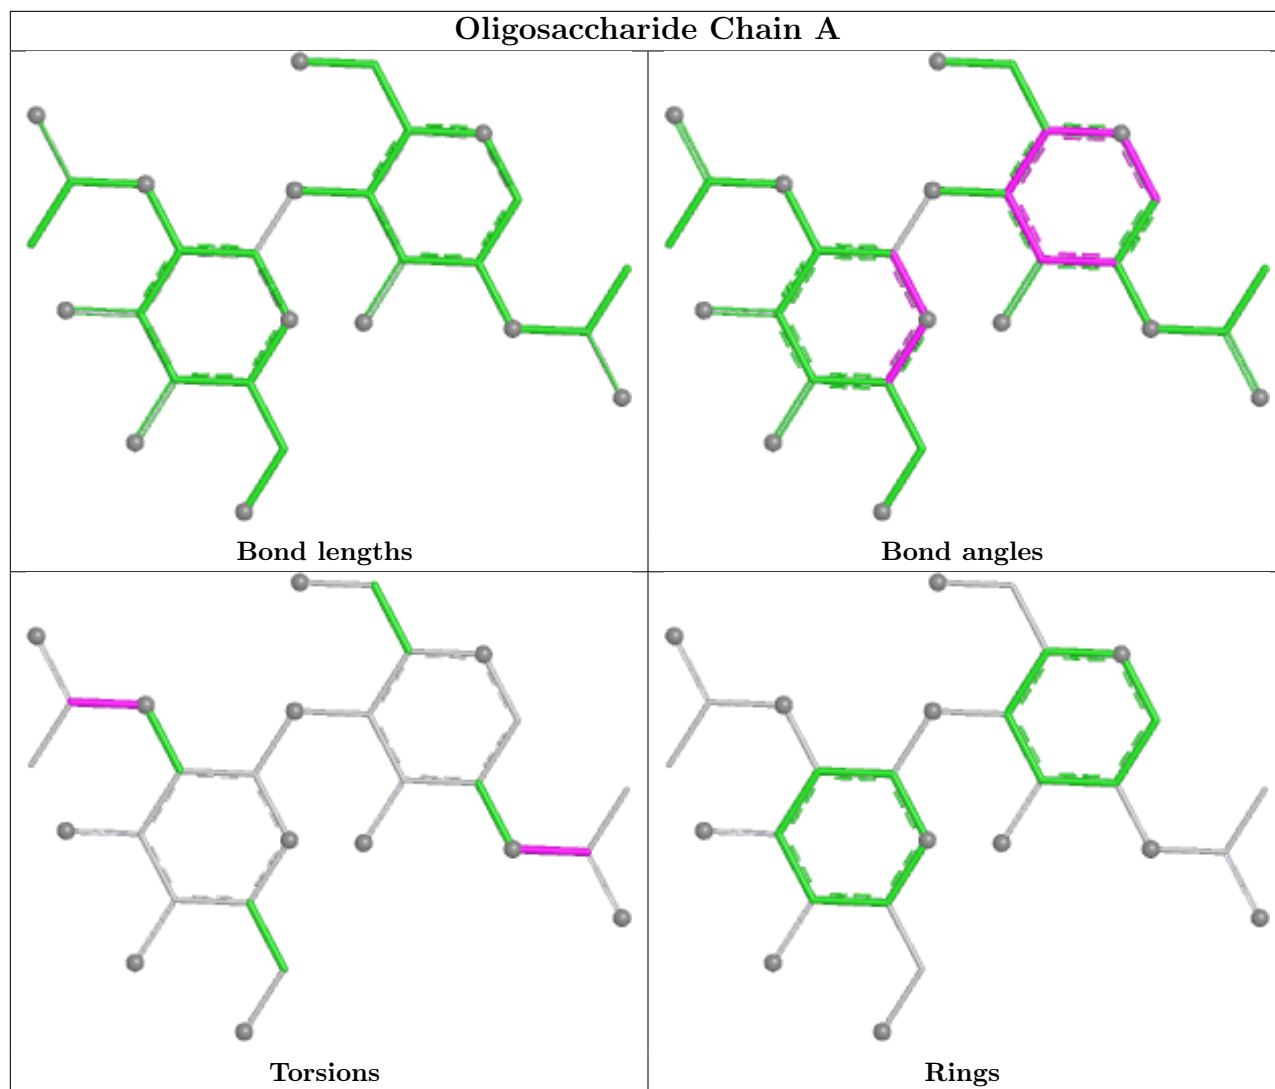 Oligosaccharide Chain A
Bond lengths
Bond angles
Torsions
Rings